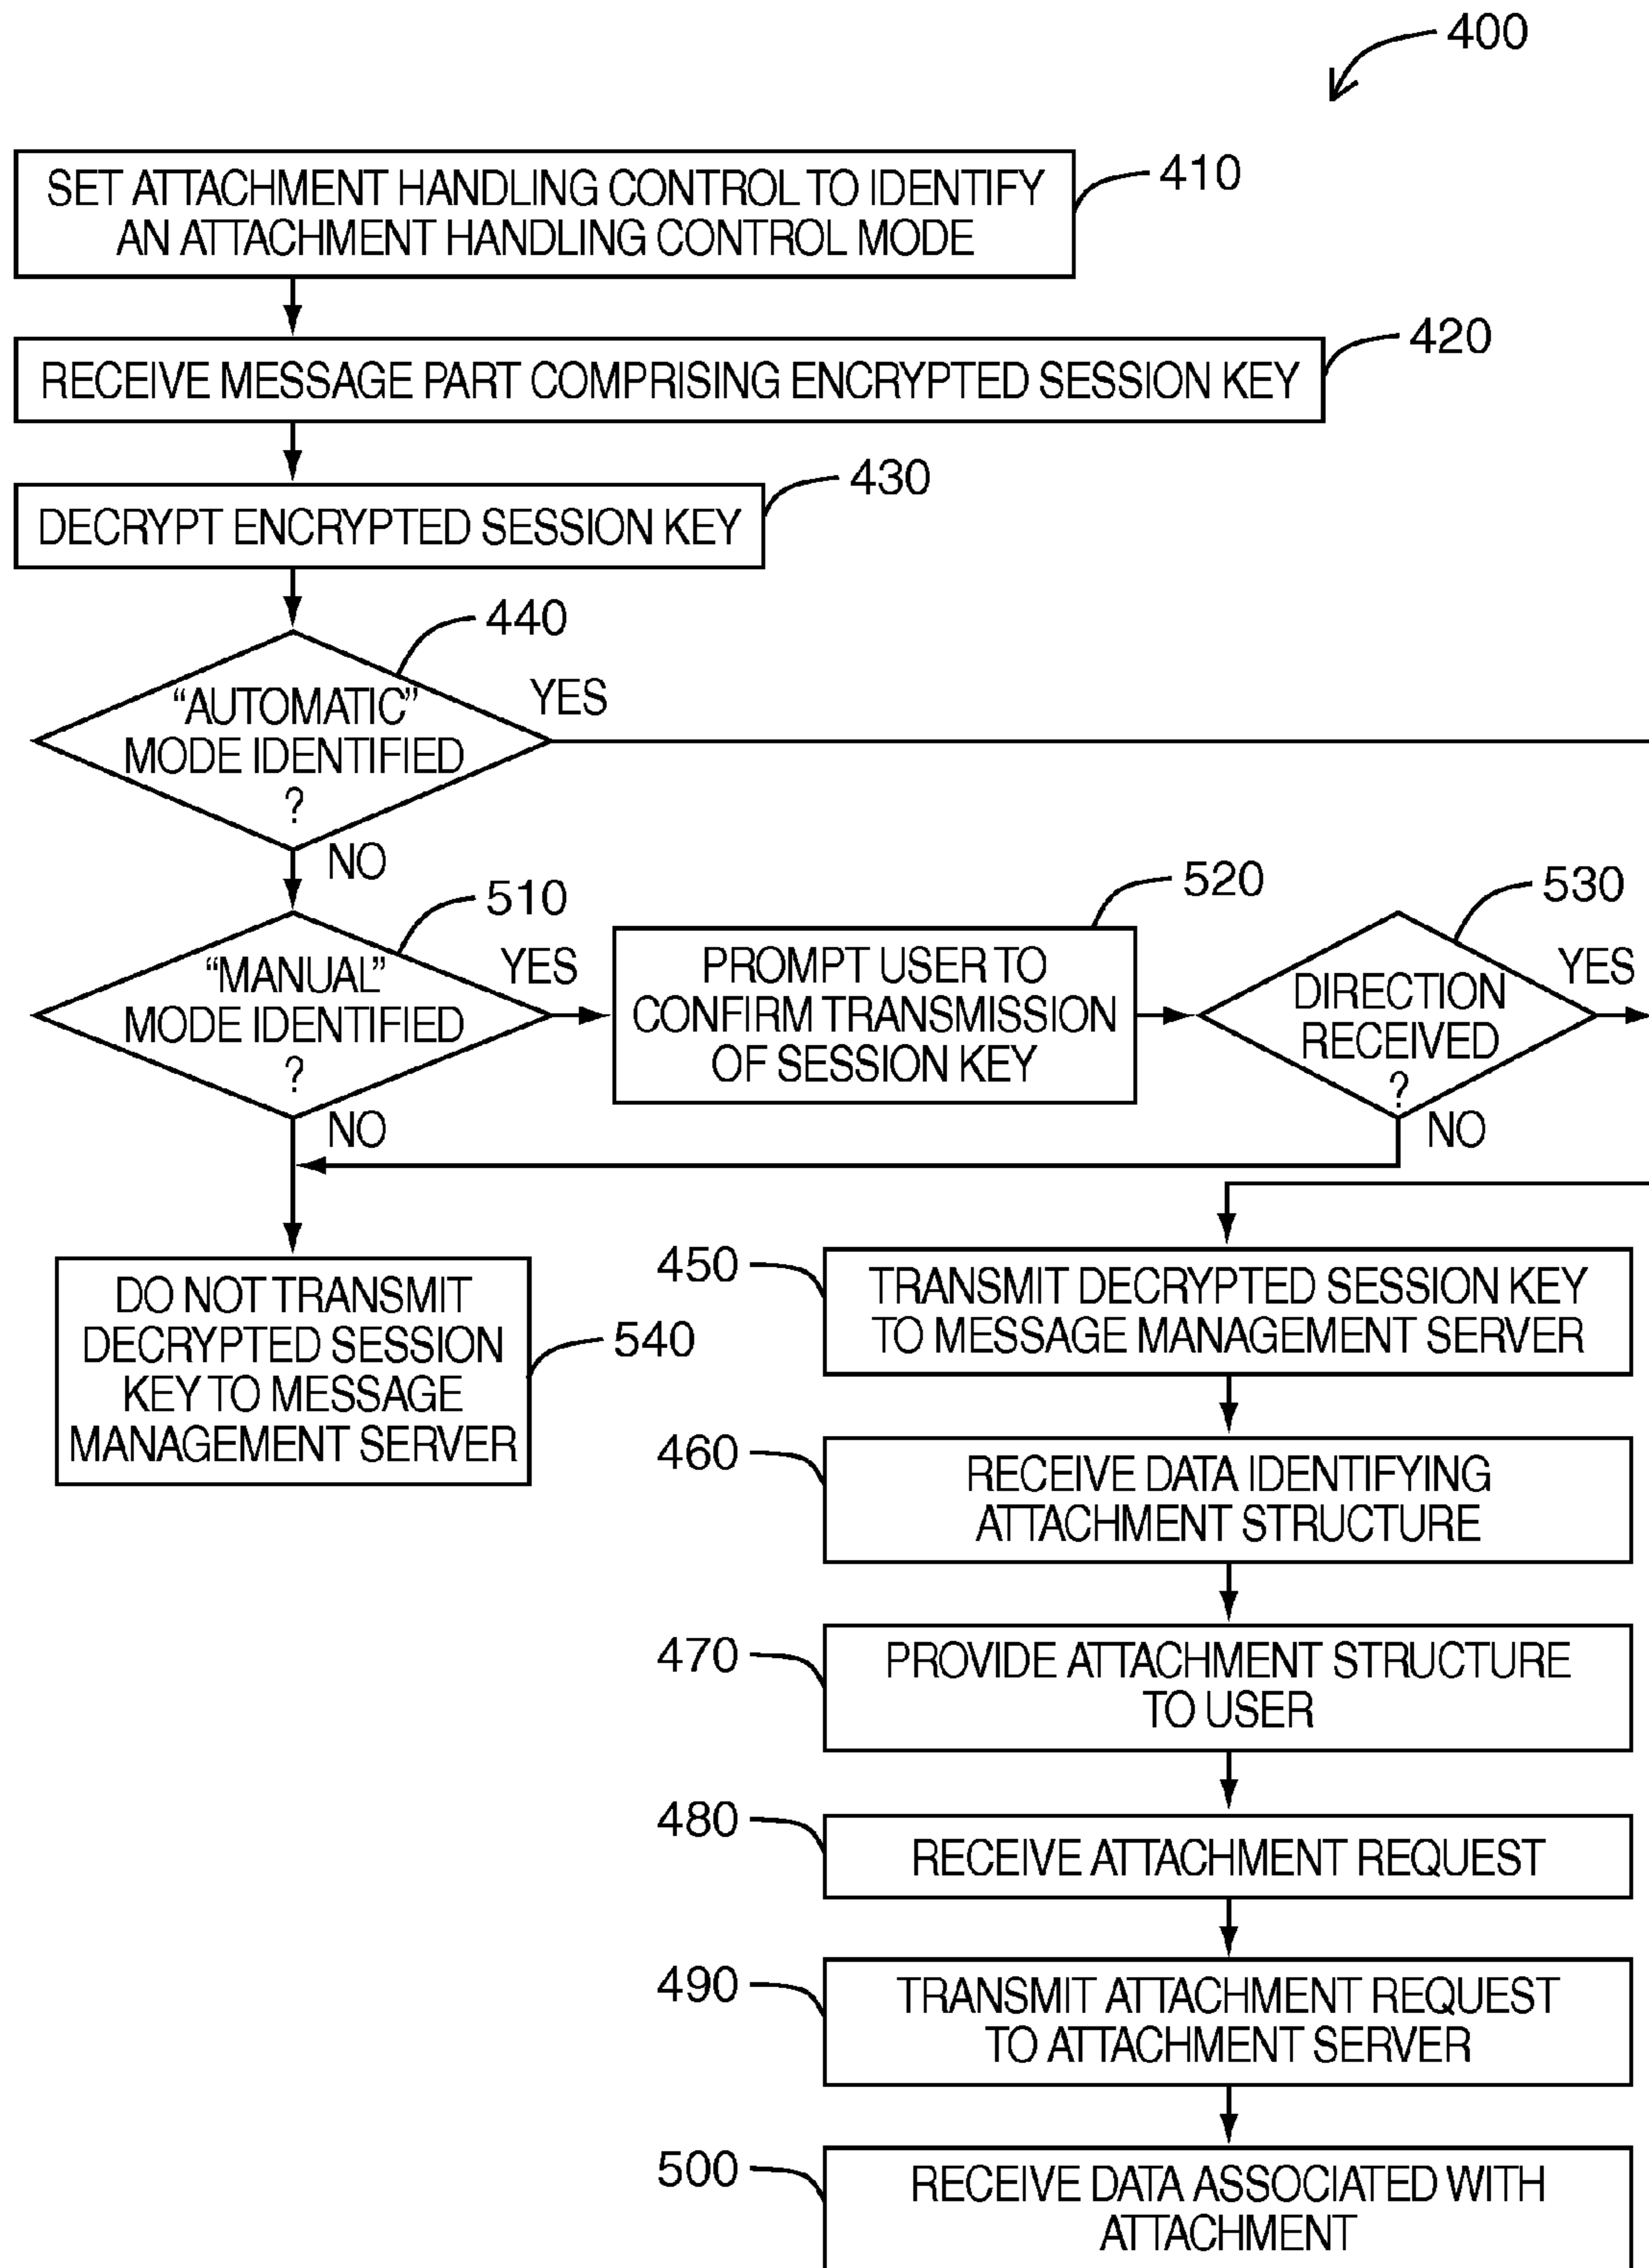 400
SET ATTACHMENT HANDLING CONTROL TO IDENTIFY
AN ATTACHMENT HANDLING CONTROL MODE
410
RECEIVE MESSAGE PART COMPRISING ENCRYPTED SESSION KEY
420
DECRYPT ENCRYPTED SESSION KEY
430
440
"AUTOMATIC"
MODE IDENTIFIED
?
YES
NO
510
"MANUAL"
MODE IDENTIFIED
?
YES
NO
520
PROMPT USER TO
CONFIRM TRANSMISSION
OF SESSION KEY
530
DIRECTION
RECEIVED
?
YES
NO
DO NOT TRANSMIT
DECRYPTED SESSION
KEY TO MESSAGE
MANAGEMENT SERVER
540
450
TRANSMIT DECRYPTED SESSION KEY
TO MESSAGE MANAGEMENT SERVER
460
RECEIVE DATA IDENTIFYING
ATTACHMENT STRUCTURE
470
PROVIDE ATTACHMENT STRUCTURE
TO USER
480
RECEIVE ATTACHMENT REQUEST
490
TRANSMIT ATTACHMENT REQUEST
TO ATTACHMENT SERVER
500
RECEIVE DATA ASSOCIATED WITH
ATTACHMENT